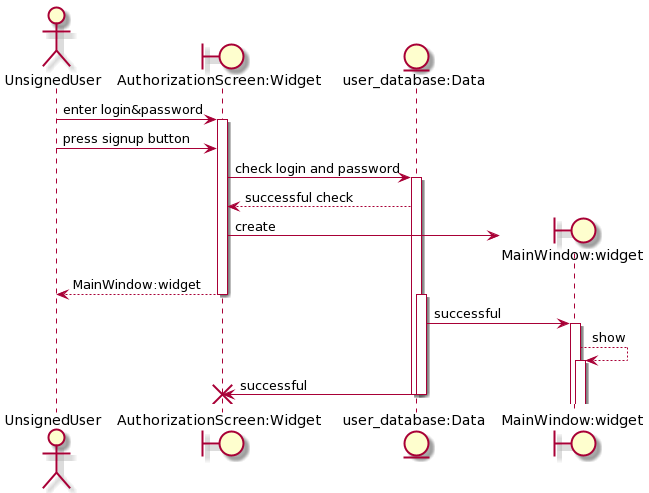 UnsignedUser
AuthorizationScreen:Widget
user_database:Data
enter login&password
press signup button
check login and password
successful check
create
MainWindow:widget
MainWindow:widget
successful
show
successful
UnsignedUser
AuthorizationScreen:Widget
user_database:Data
MainWindow:widget